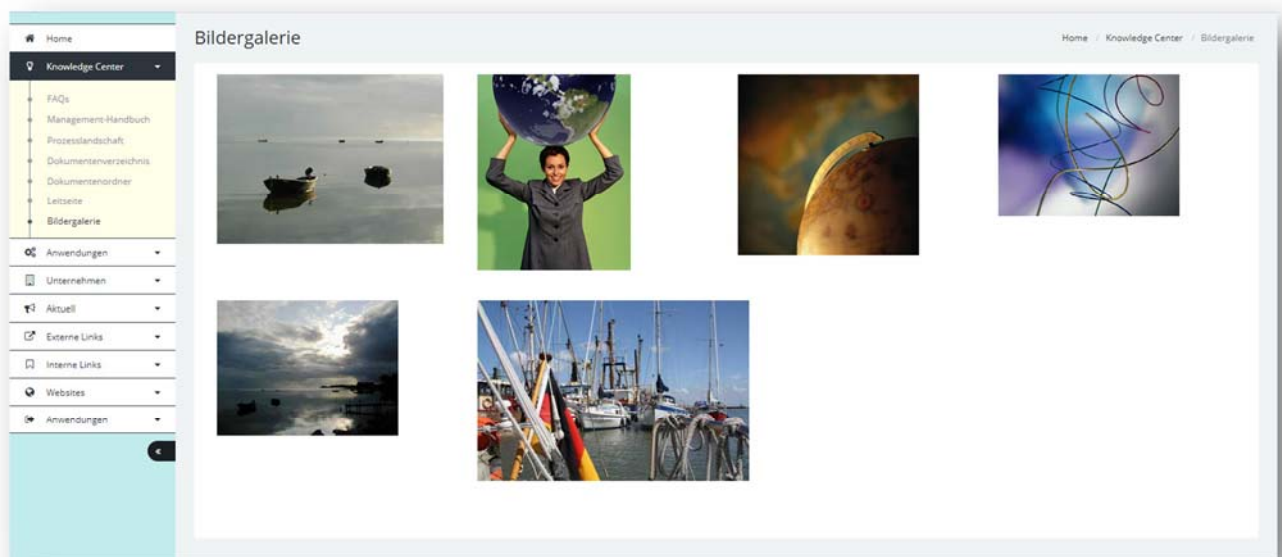 Home
Knowledge Center
FAQs
Management-Handbuch
Prozesslandschaft
Dokumentenverzeichnis
Dokumentenordner
Leitseite
Bildergalerie
Anwendungen
Unternehmen
Aktuell
Externe Links
Interne Links
Websites
Anwendungen
Bildergalerie
Home / Knowledge Center / Bildergalerie